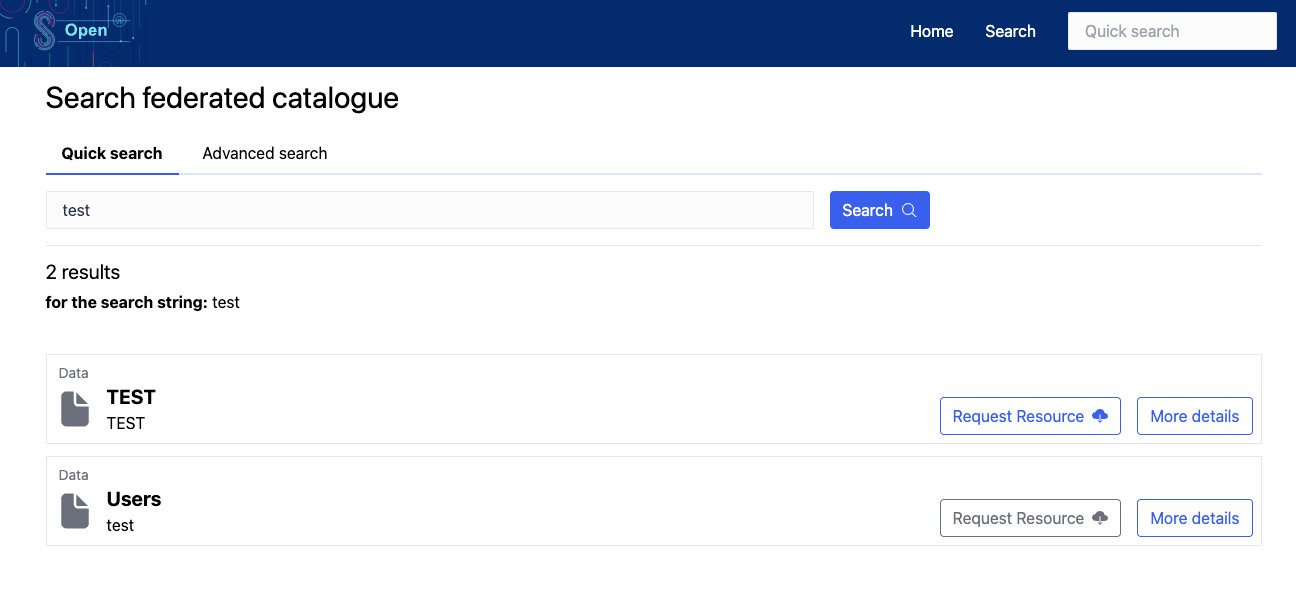 Open
Home Search Quick search
Search federated catalogue
Quick search Advanced search
test Search
2 results
for the search string: test
Data
TEST
TEST
Request Resource More details
Data
Users
test
Request Resource More details